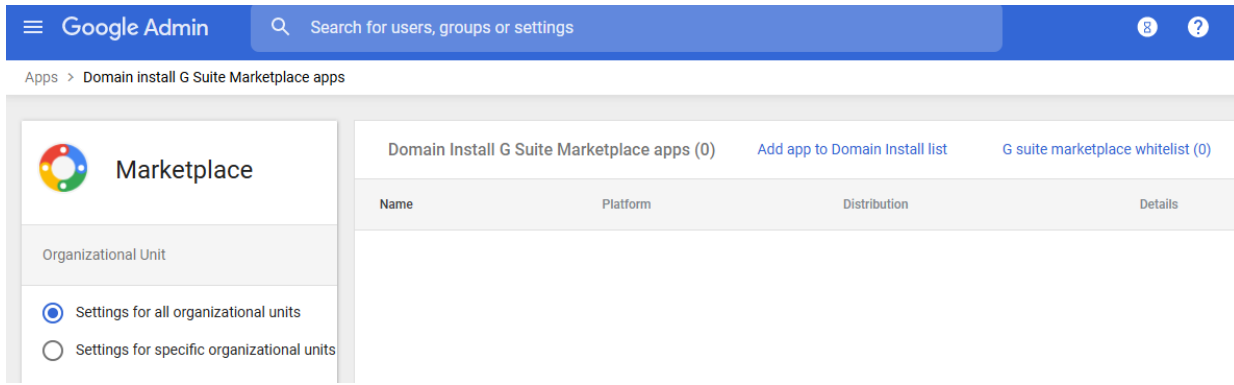 Google Admin
Search for users, groups or settings
Apps > Domain install G Suite Marketplace apps
Marketplace
Organizational Unit
Settings for all organizational units
Settings for specific organizational units
Domain Install G Suite Marketplace apps (0) Add app to Domain Install list G suite marketplace whitelist (0)
Name Platform Distribution Details